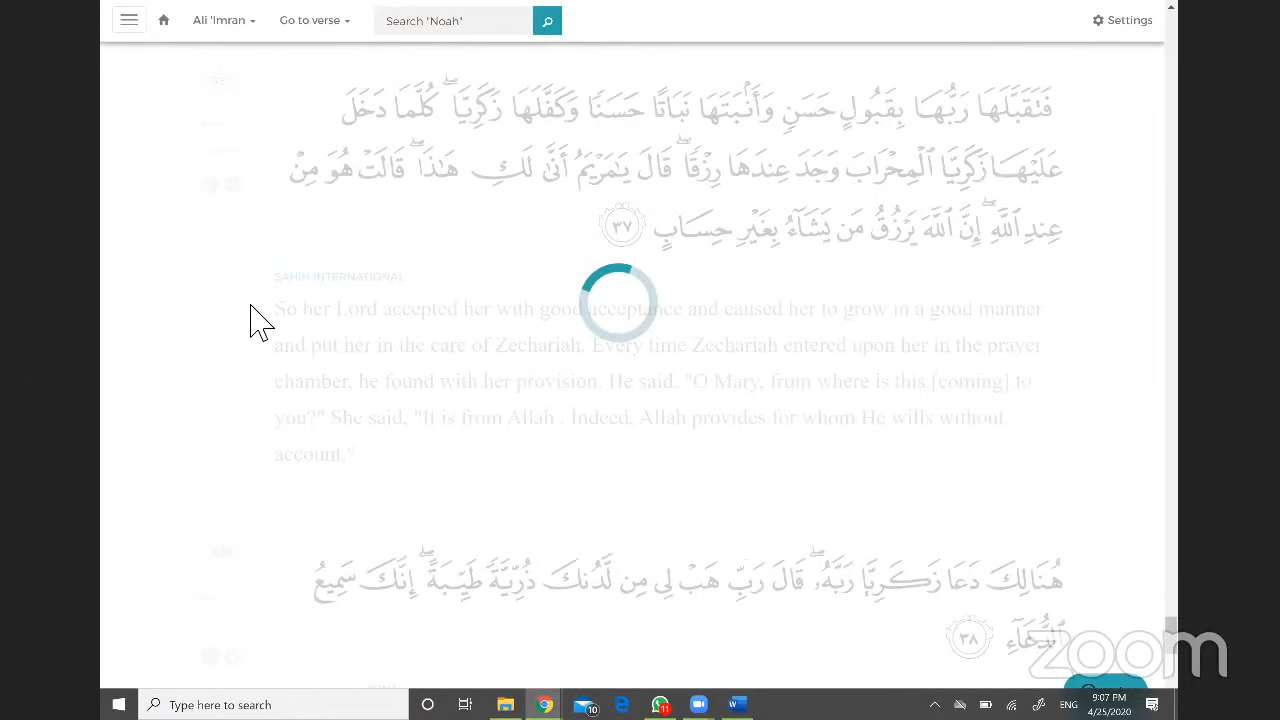 Ali 'Imran
Go to verse
Search "Noah"
Settings
فَتَقَبَّلَهَا رَبُّهَا بِقَبُولٍ حَسَنٍ وَأَنۢبَتَهَا نَبَاتًا حَسَنًا وَكَفَّلَهَا زَكَرِيَّا ۖ كُلَّمَا دَخَلَ
عَلَيْهَا زَكَرِيَّا ٱلْمِحْرَابَ وَجَدَ عِندَهَا رِزْقًا ۖ قَالَ يَـٰمَرْيَمُ أَنَّىٰ لَكِ هَـٰذَا ۖ قَالَتْ هُوَ مِنْ
عِندِ ٱللَّهِ ۖ إِنَّ ٱللَّهَ يَرْزُقُ مَن يَشَآءُ بِغَيْرِ حِسَابٍ ٣٧
SAHIH INTERNATIONAL
So her Lord accepted her with good acceptance and caused her to grow in a good manner
and put her in the care of Zechariah. Every time Zechariah entered upon her in the prayer
chamber, he found with her provision. He said, "O Mary, from where is this [coming] to
you?" She said, "It is from Allah . Indeed, Allah provides for whom He wills without
account."
هُنَالِكَ دَعَا زَكَرِيَّا رَبَّهُۥ ۖ قَالَ رَبِّ هَبْ لِى مِن لَّدُنكَ ذُرِّيَّةً طَيِّبَةً ۖ إِنَّكَ سَمِيعُ
ٱلدُّعَآءِ ٣٨
zoom
Type here to search
10
11
ENG
9:07 PM
4/25/2020